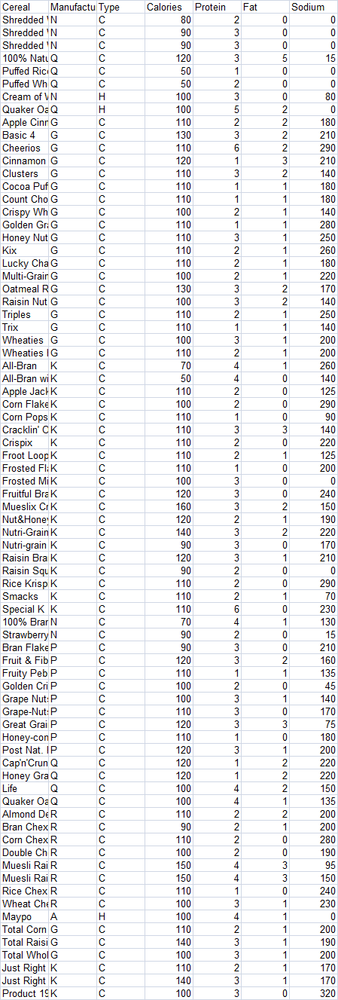 Cereal Manufactu Type Calories Protein Fat Sodium
Shredded W N C 80 2 0 0
Shredded W N C 90 3 0 0
Shredded W N C 90 3 0 0
100% Natu Q C 120 3 5 15
Puffed Rice Q C 50 1 0 0
Puffed Wh Q C 50 2 0 0
Cream of W N H 100 3 0 80
Quaker Oa Q H 100 5 2 0
Apple Cinn G C 110 2 2 180
Basic 4 G C 130 3 2 210
Cheerios G C 110 6 2 290
Cinnamon G C 120 1 3 210
Clusters G C 110 3 2 140
Cocoa Puf G C 110 1 1 180
Count Cho G C 110 1 1 180
Crispy Wh G C 100 2 1 140
Golden Gra G C 110 1 1 280
Honey Nut G C 110 3 1 250
Kix G C 110 2 1 260
Lucky Cha G C 110 2 1 180
Multi-Grain G C 100 2 1 220
Oatmeal R G C 130 3 2 170
Raisin Nut G C 100 3 2 140
Triples G C 110 2 1 250
Trix G C 110 1 1 140
Wheaties G C 100 3 1 200
Wheaties H G C 110 2 1 200
All-Bran K C 70 4 1 260
All-Bran wi K C 50 4 0 140
Apple Jack K C 110 2 0 125
Corn Flake K C 100 2 0 290
Corn Pops K C 110 1 0 90
Cracklin' O K C 110 3 3 140
Crispix K C 110 2 0 220
Froot Loop K C 110 2 1 125
Frosted Fla K C 110 1 0 200
Frosted Mi K C 100 3 0 0
Fruitful Bra K C 120 3 0 240
Mueslix Cr K C 160 3 2 150
Nut&Honey K C 120 2 1 190
Nutri-Grain K C 140 3 2 220
Nutri-grain K C 90 3 0 170
Raisin Bra K C 120 3 1 210
Raisin Squ K C 90 2 0 0
Rice Krisp K C 110 2 0 290
Smacks K C 110 2 1 70
Special K K C 110 6 0 230
100% Bran N C 70 4 1 130
Strawberry N C 90 2 0 15
Bran Flake P C 90 3 0 210
Fruit & Fib P C 120 3 2 160
Fruity Peb P C 110 1 1 135
Golden Cri P C 100 2 0 45
Grape Nuts P C 100 3 1 140
Grape-Nuts P C 110 3 0 170
Great Grai P C 120 3 3 75
Honey-com P C 110 1 0 180
Post Nat. P C 120 3 1 200
Cap'n'Crun Q C 120 1 2 220
Honey Gra Q C 120 1 2 220
Life Q C 100 4 2 150
Quaker Oa Q C 100 4 1 135
Almond De R C 110 2 2 200
Bran Chex R C 90 2 1 200
Corn Chex R C 110 2 0 280
Double Ch R C 100 2 0 190
Muesli Rai R C 150 4 3 95
Muesli Rai R C 150 4 3 150
Rice Chex R C 110 1 0 240
Wheat Che R C 100 3 1 230
Maypo A H 100 4 1 0
Total Corn G C 110 2 1 200
Total Raisi G C 140 3 1 190
Total Whol G C 100 3 1 200
Just Right K C 110 2 1 170
Just Right K C 140 3 1 170
Product 19 K C 100 3 0 320